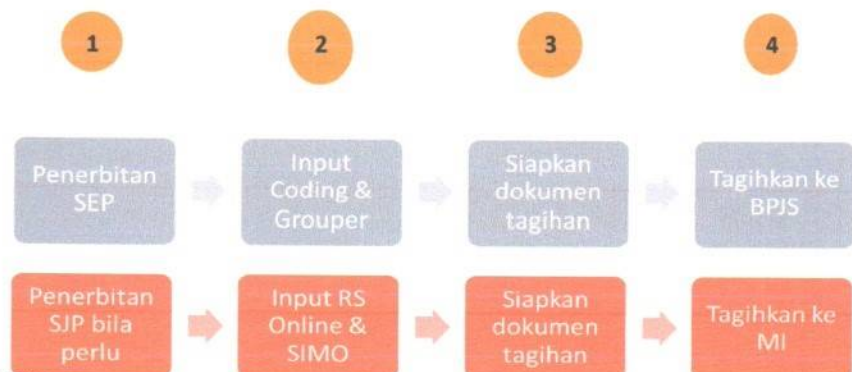 1
2
3
4
Penerbitan
SEP
Input
Coding &
Grouper
Siapkan
dokumen
tagihan
Tagihkan ke
BPJS
Penerbitan
SJP bila
perlu
Input RS
Online &
SIMO
Siapkan
dokumen
tagihan
Tagihkan ke
MI